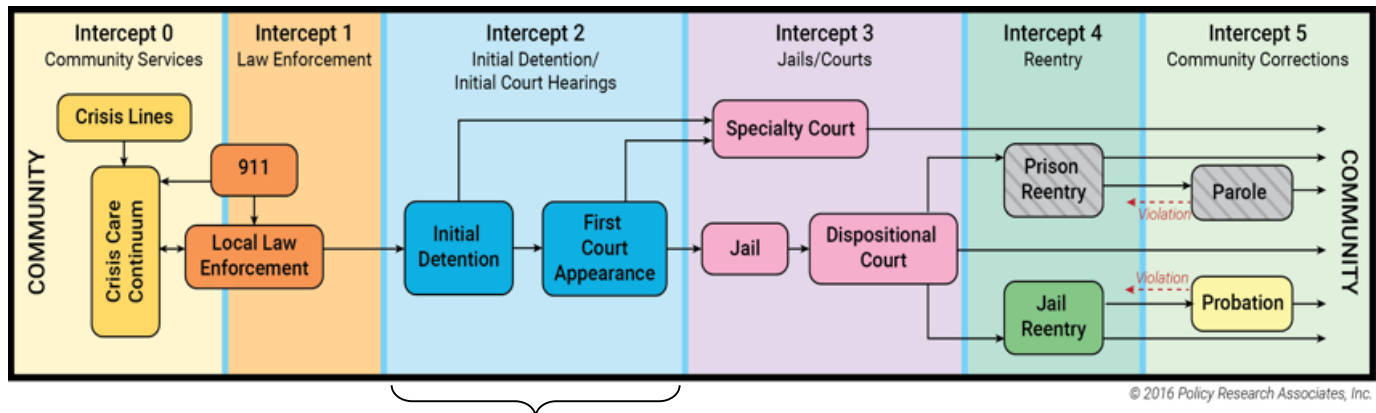 Intercept 0
Community Services
Intercept 1
Law Enforcement
Intercept 2
Initial Detention/
Initial Court Hearings
Intercept 3
Jails/Courts
Intercept 4
Reentry
Intercept 5
Community Corrections
COMMUNITY
Crisis Lines
Crisis Care
Continuum
911
Local Law
Enforcement
Initial
Detention
First
Court
Appearance
Specialty Court
Jail
Dispositional
Court
Prison
Reentry
Violation
Parole
Jail
Reentry
Violation
Probation
COMMUNITY
© 2016 Policy Research Associates, Inc.